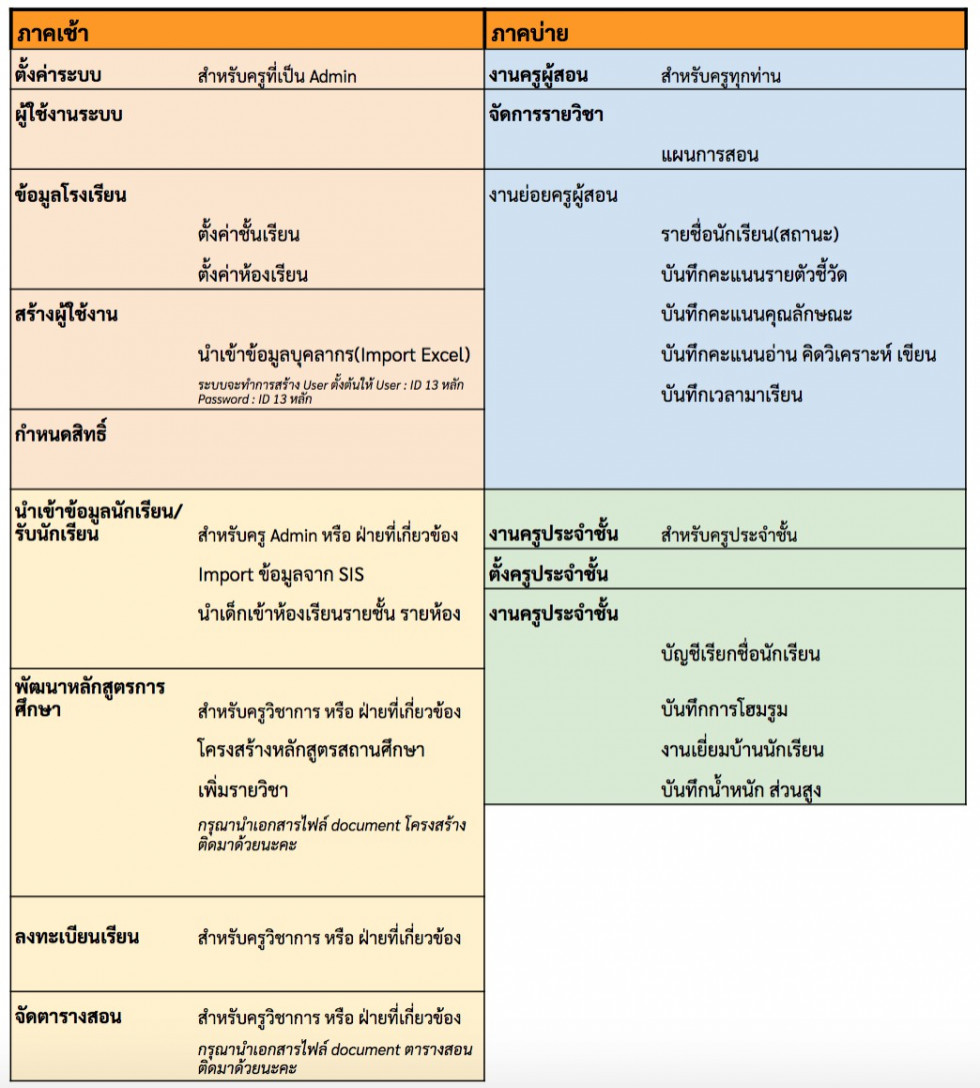 ภาคเช้า
ตั้งค่าระบบ สำหรับครูที่เป็น Admin
ผู้ใช้งานระบบ
ข้อมูลโรงเรียน
ตั้งค่าชั้นเรียน
ตั้งค่าห้องเรียน
สร้างผู้ใช้งาน
นำเข้าข้อมูลบุคลากร(Import Excel)
ระบบจะทำการสร้าง User ตั้งต้นให้ User : ID 13 หลัก
Password : ID 13 หลัก
กำหนดสิทธิ์
นำเข้าข้อมูลนักเรียน/
รับนักเรียน สำหรับครู Admin หรือ ฝ่ายที่เกี่ยวข้อง
Import ข้อมูลจาก SIS
นำเด็กเข้าห้องเรียนรายชั้น รายห้อง
พัฒนาหลักสูตรการ
ศึกษา สำหรับครูวิชาการ หรือ ฝ่ายที่เกี่ยวข้อง
โครงสร้างหลักสูตรสถานศึกษา
เพิ่มรายวิชา
กรุณานำเอกสารไฟล์ document โครงสร้าง
ติดมาด้วยนะคะ
ลงทะเบียนเรียน สำหรับครูวิชาการ หรือ ฝ่ายที่เกี่ยวข้อง
จัดตารางสอน สำหรับครูวิชาการ หรือ ฝ่ายที่เกี่ยวข้อง
กรุณานำเอกสารไฟล์ document ตารางสอน
ติดมาด้วยนะคะ
ภาคบ่าย
งานครูผู้สอน สำหรับครูทุกท่าน
จัดการรายวิชา
แผนการสอน
งานย่อยครูผู้สอน
รายชื่อนักเรียน(สถานะ)
บันทึกคะแนนรายตัวชี้วัด
บันทึกคะแนนคุณลักษณะ
บันทึกคะแนนอ่าน คิดวิเคราะห์ เขียน
บันทึกเวลามาเรียน
งานครูประจำชั้น สำหรับครูประจำชั้น
ตั้งครูประจำชั้น
งานครูประจำชั้น
บัญชีเรียกชื่อนักเรียน
บันทึกการโฮมรูม
งานเยี่ยมบ้านนักเรียน
บันทึกน้ำหนัก ส่วนสูง